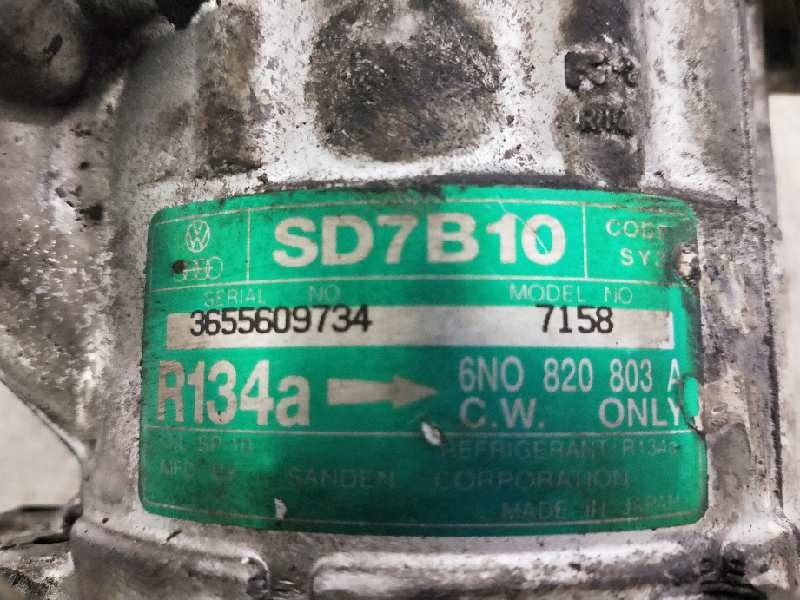 SD7B10
CODE
SERIAL NO MODEL NO
3655609734 7158
R134a 6N0 820 803 A
C.W. ONLY
REFRIGERANT R134a
SANDEN CORPORATION
MADE IN JAPAN